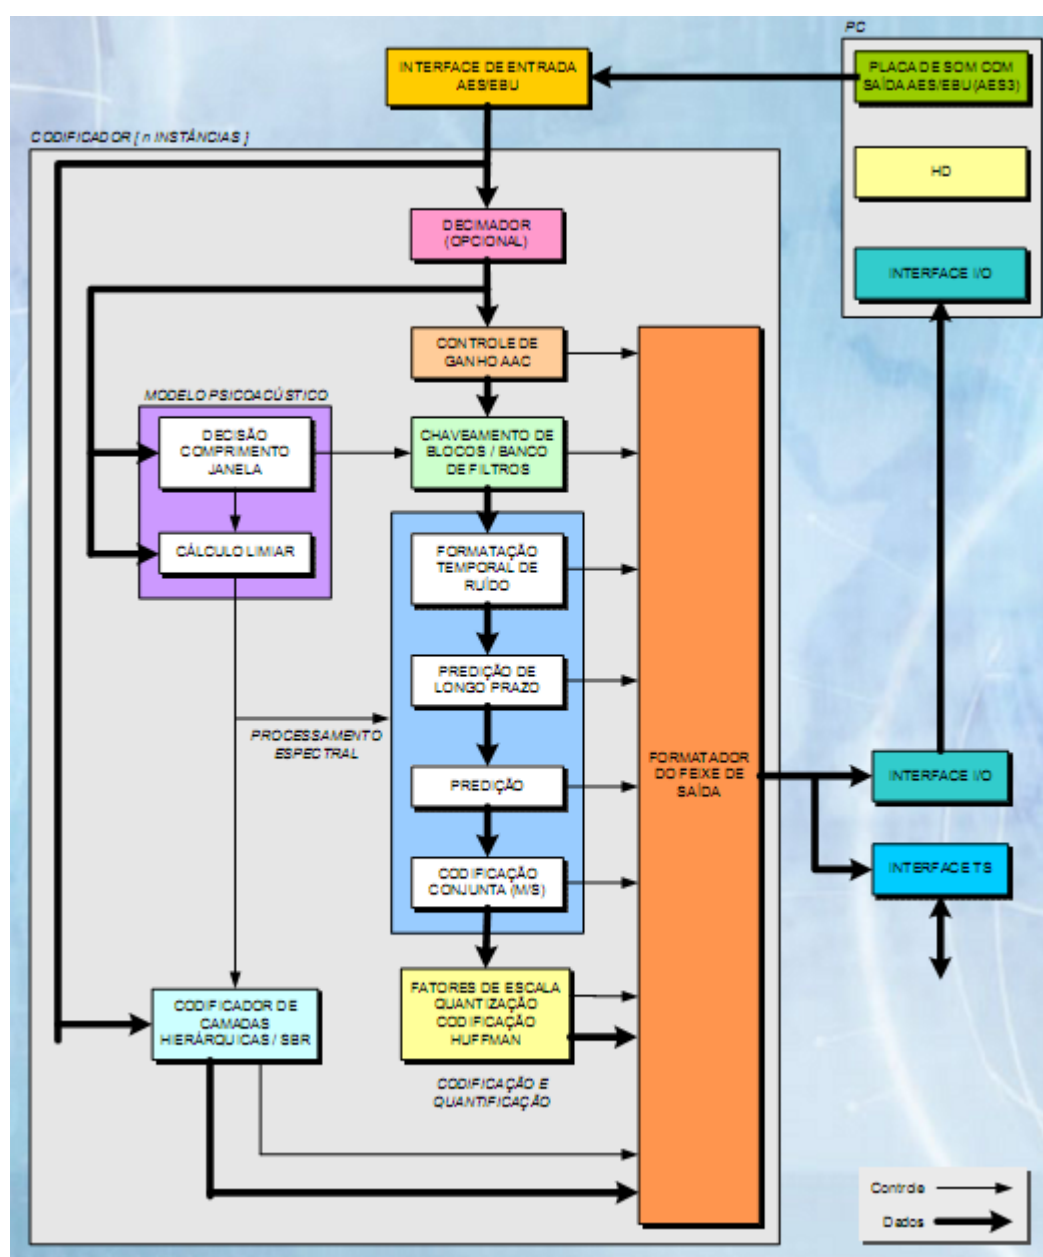 PC
INTERFACE DE ENTRADA
AES/EBU
PLACA DE SOM COM
SAÍDA AES/EBU (AES3)
CODIFICADOR [ n INSTÂNCIAS ]
HD
DECIMADOR
(OPCIONAL)
INTERFACE I/O
CONTROLE DE
GANHO AAC
MODELO PSICOACÚSTICO
DECISÃO
COMPRIMENTO
JANELA
CHAVEAMENTO DE
BLOCOS / BANCO
DE FILTROS
CÁLCULO LIMIAR
FORMATAÇÃO
TEMPORAL DE
RUÍDO
PREDIÇÃO DE
LONGO PRAZO
PROCESSAMENTO
ESPECTRAL
FORMATADOR
DO FEIXE DE
SAÍDA
INTERFACE I/O
PREDIÇÃO
CODIFICAÇÃO
CONJUNTA (M/S)
INTERFACE TS
FATORES DE ESCALA
QUANTIZAÇÃO
CODIFICAÇÃO
HUFFMAN
CODIFICADOR DE
CAMADAS
HIERÁRQUICAS / SBR
CODIFICAÇÃO E
QUANTIFICAÇÃO
Controle
Dados